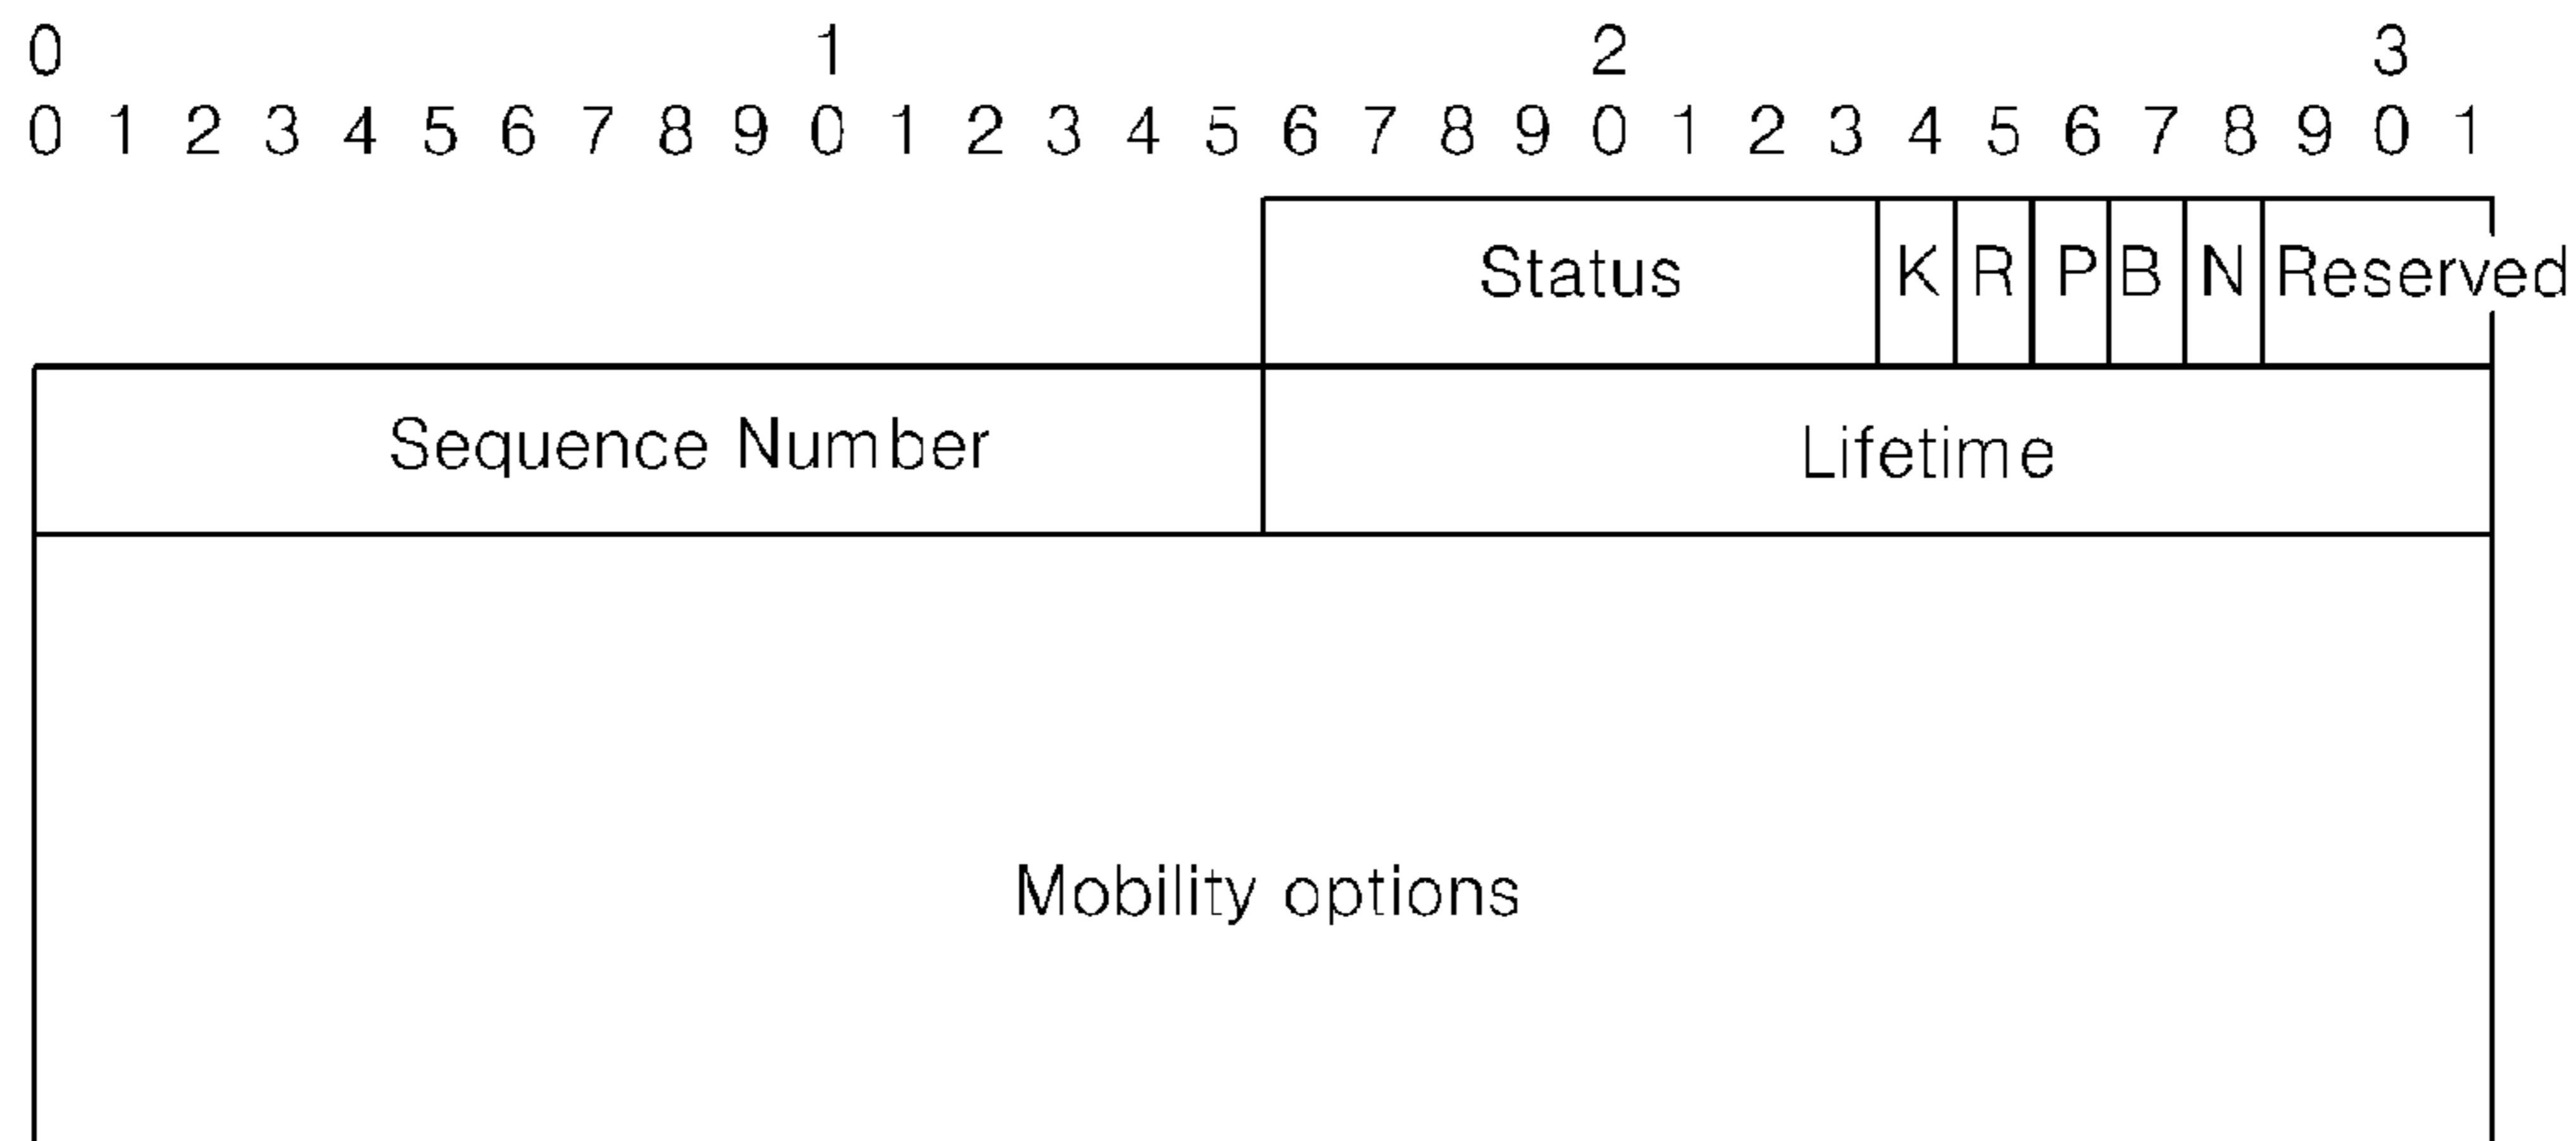 0 1 2 3
0 1 2 3 4 5 6 7 8 9 0 1 2 3 4 5 6 7 8 9 0 1 2 3 4 5 6 7 8 9 0 1
Status K R P B N Reserved
Sequence Number Lifetime
Mobility options